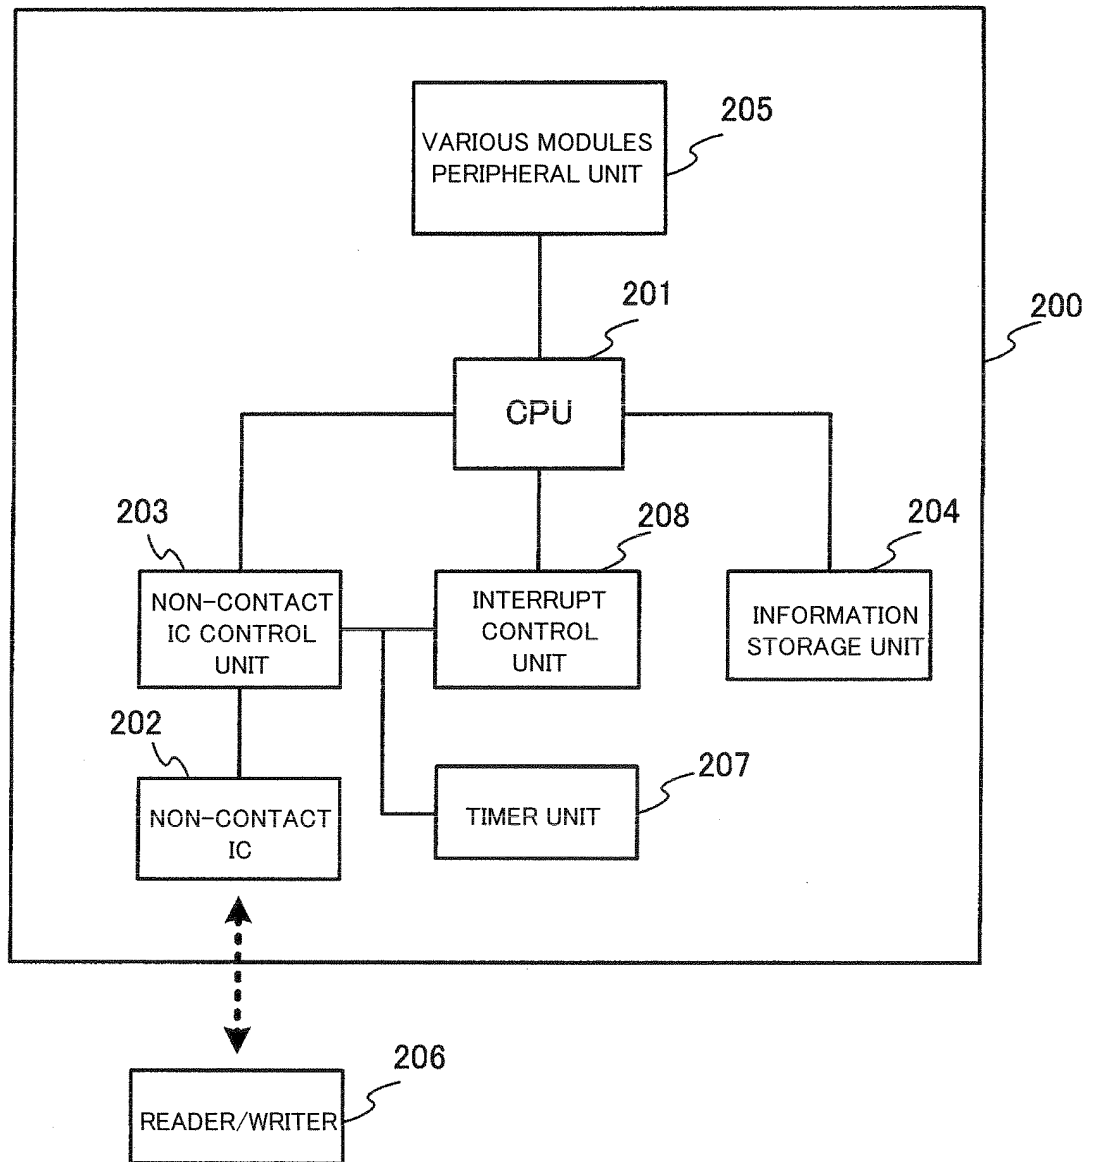 205
VARIOUS MODULES
PERIPHERAL UNIT
201
200
CPU
203
208
204
NON-CONTACT
IC CONTROL
UNIT
INTERRUPT
CONTROL
UNIT
INFORMATION
STORAGE UNIT
202
207
NON-CONTACT
IC
TIMER UNIT
206
READER/WRITER